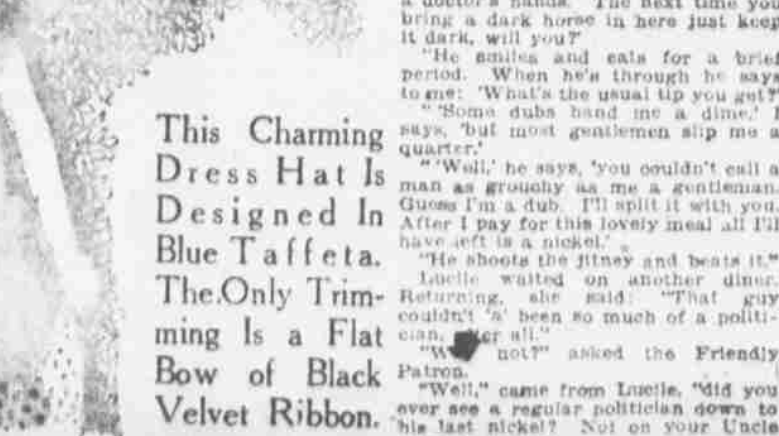 This Charming
Dress Hat Is
Designed In
Blue Taffeta.
The Only Trim-
ming Is a Flat
Bow of Black
Velvet Ribbon.
a doctor's hands. The next time you
bring a dark horse in here just keep
it dark, will you?'
"He smiles and eats for a brief
period. When he's through he says
to me: 'What's the usual tip you get?'
"'Some dubs hand me a dime,' I
says, 'but most gentlemen slip me a
quarter.'
"'Well,' he says, 'you couldn't call a
man as grouchy as me a gentleman.
Guess I'm a dub. I'll split it with you.
After I pay for this lovely meal all I'll
have left is a nickel.'
"He shoots the jitney and beats it."
Lucile waited on another diner.
Returning, she said: "That guy
couldn't 'a' been so much of a politi-
cian, all."
not?" asked the Friendly
Patron.
"Well," came from Lucile, "did you
ever see a regular politician down to
his last nickel? Not on your Uncle